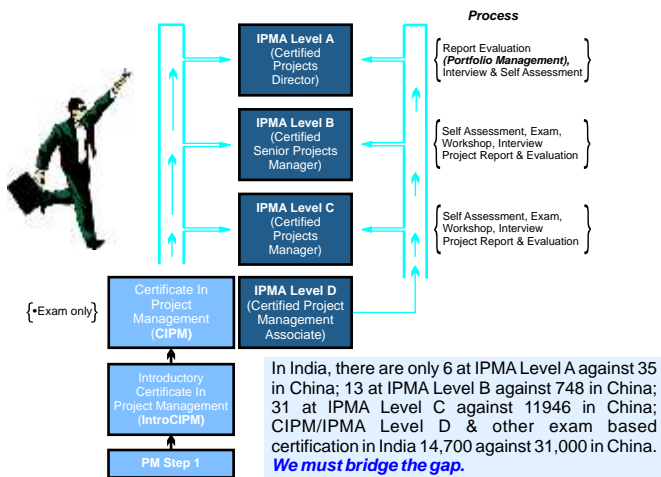 Process
IPMA Level A
(Certified
Projects
Director)
Report Evaluation
(Portfolio Management),
Interview & Self Assessment
IPMA Level B
(Certified
Senior Projects
Manager)
Self Assessment, Exam,
Workshop, Interview
Project Report & Evaluation
IPMA Level C
(Certified
Projects
Manager)
Self Assessment, Exam,
Workshop, Interview
Project Report & Evaluation
•Exam only
Certificate In
Project
Management
(CIPM)
IPMA Level D
(Certified Project
Management
Associate)
Introductory
Certificate In
Project Management
(IntroCIPM)
PM Step 1
In India, there are only 6 at IPMA Level A against 35
in China; 13 at IPMA Level B against 748 in China;
31 at IPMA Level C against 11946 in China;
CIPM/IPMA Level D & other exam based
certification in India 14,700 against 31,000 in China.
We must bridge the gap.